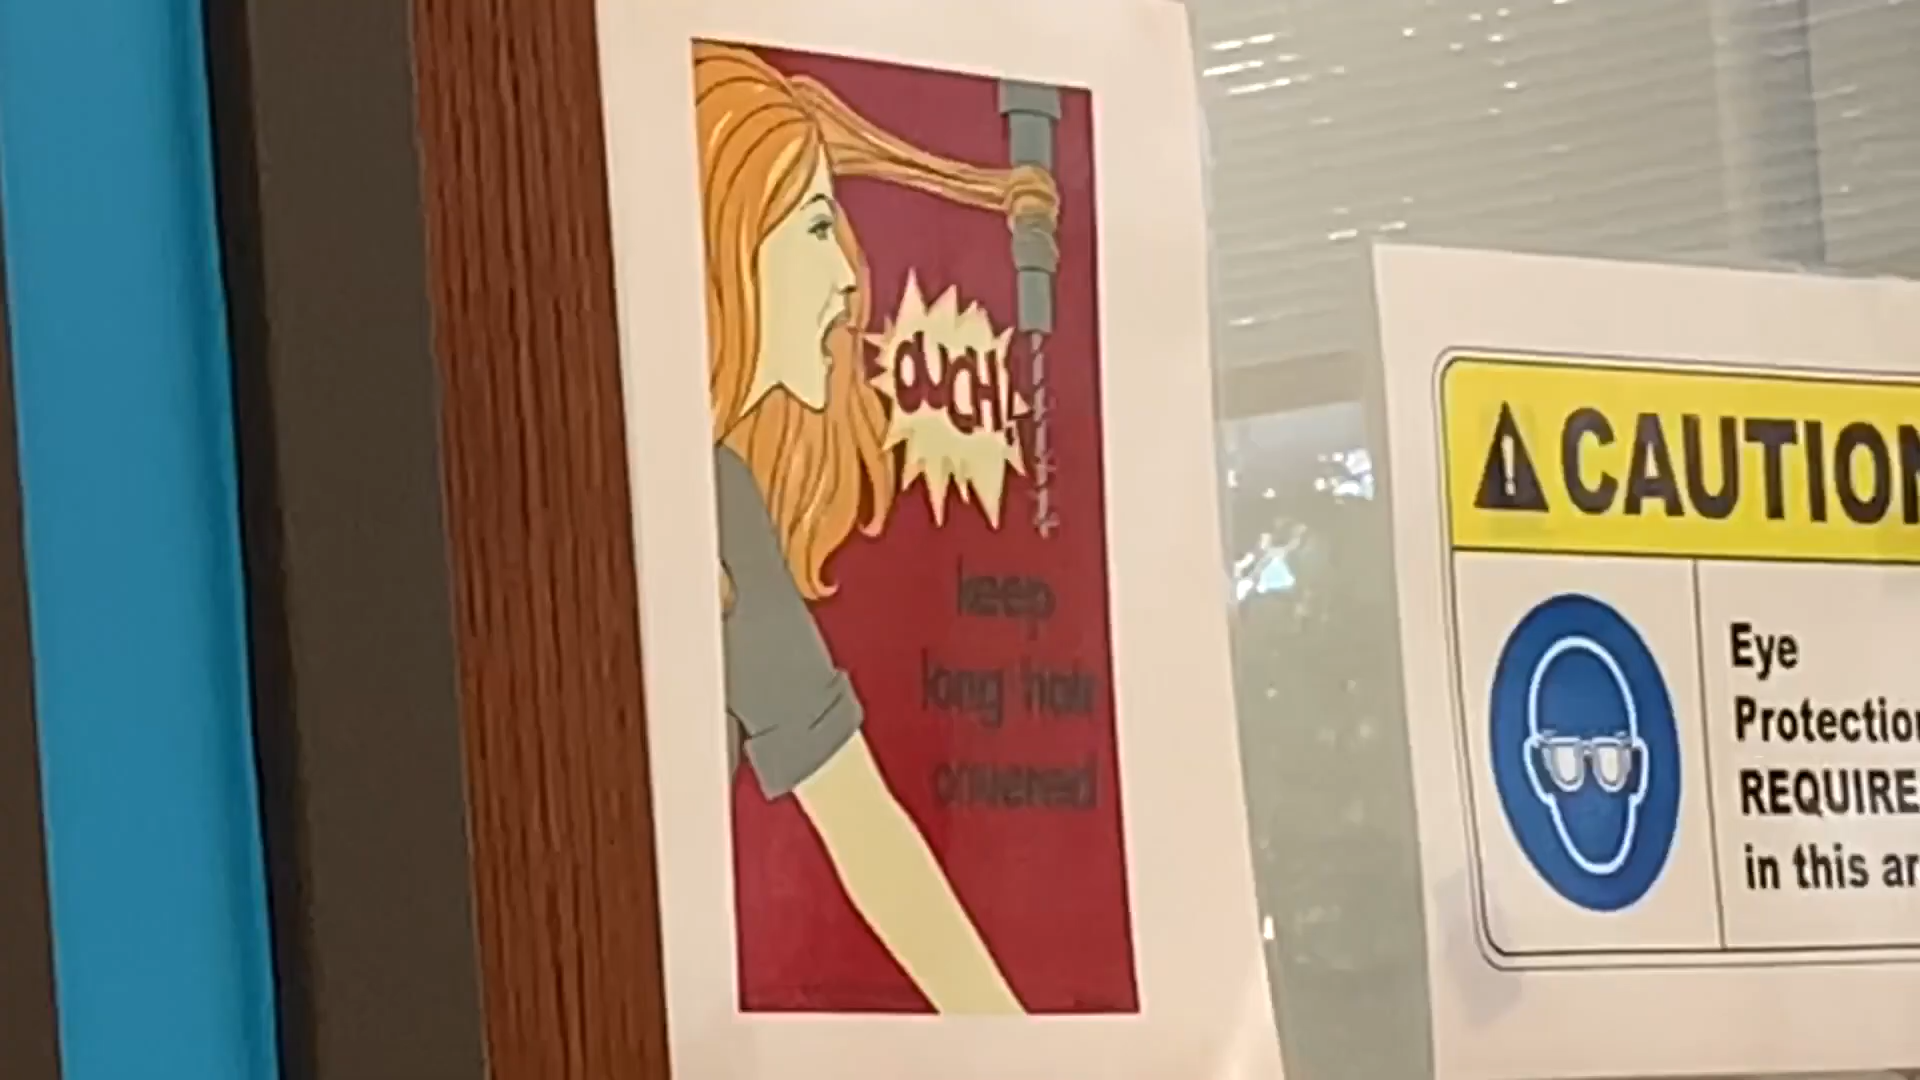 OUCH!
keep
long hair
covered
CAUTION
Eye
Protection
REQUIRE
in this ar